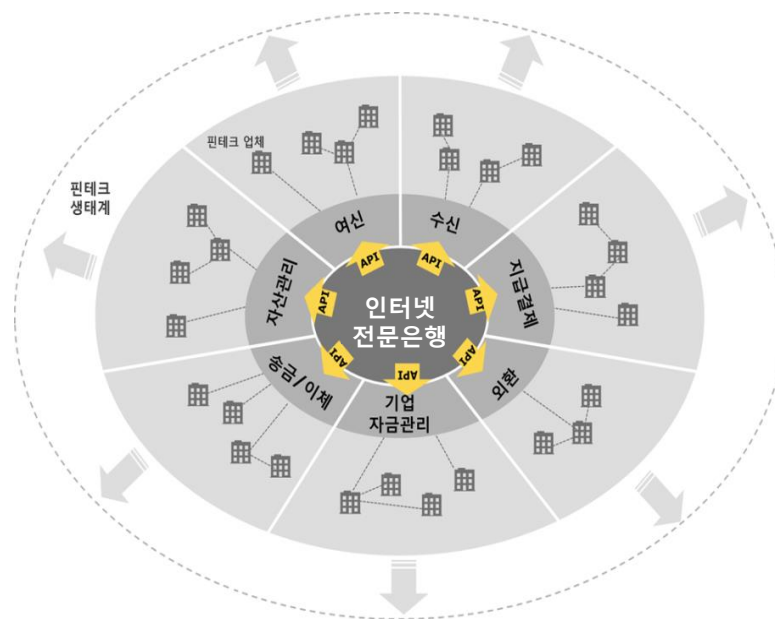 핀테크 업체
핀테크
생태계
여신
수신
자산관리
지급결제
송금/이체
외환
기업
자금관리
API
API
API
API
API
API
API
인터넷
전문은행